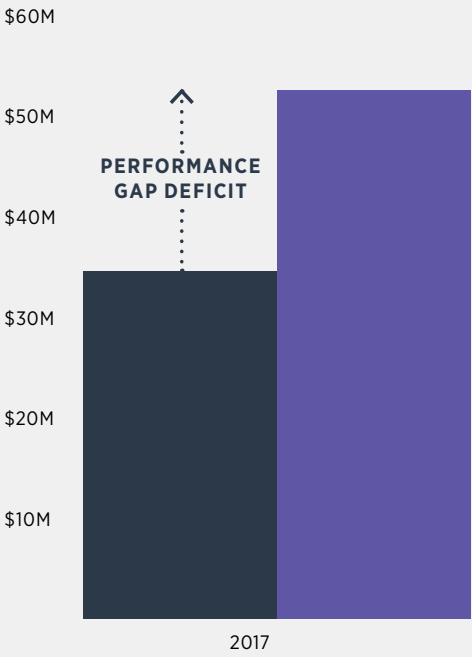 $60M
$50M
PERFORMANCE
GAP DEFICIT
$40M
$30M
$20M
$10M
2017